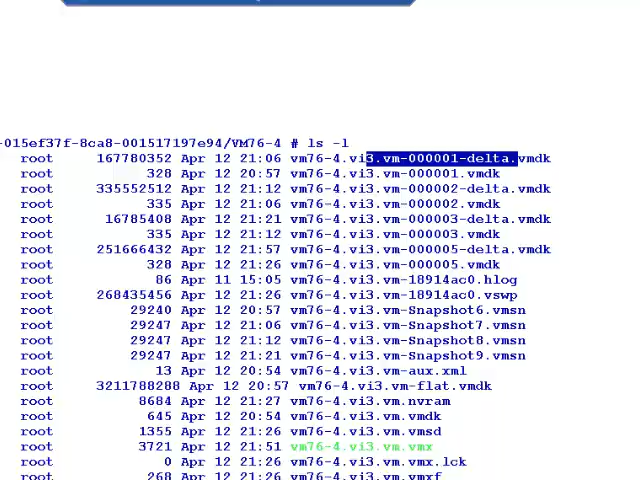 -015ef37f-8ca8-001517197e94/VM76-4 # ls -l
root 167780352 Apr 12 21:06 vm76-4.vi3.vm-000001-delta.vmdk
root 328 Apr 12 20:57 vm76-4.vi3.vm-000001.vmdk
root 335552512 Apr 12 21:12 vm76-4.vi3.vm-000002-delta.vmdk
root 335 Apr 12 21:06 vm76-4.vi3.vm-000002.vmdk
root 16785408 Apr 12 21:21 vm76-4.vi3.vm-000003-delta.vmdk
root 335 Apr 12 21:12 vm76-4.vi3.vm-000003.vmdk
root 251666432 Apr 12 21:57 vm76-4.vi3.vm-000005-delta.vmdk
root 328 Apr 12 21:26 vm76-4.vi3.vm-000005.vmdk
root 86 Apr 11 15:05 vm76-4.vi3.vm-18914ac0.hlog
root 268435456 Apr 12 21:26 vm76-4.vi3.vm-18914ac0.vswp
root 29240 Apr 12 20:57 vm76-4.vi3.vm-Snapshot6.vmsn
root 29247 Apr 12 21:06 vm76-4.vi3.vm-Snapshot7.vmsn
root 29247 Apr 12 21:12 vm76-4.vi3.vm-Snapshot8.vmsn
root 29247 Apr 12 21:21 vm76-4.vi3.vm-Snapshot9.vmsn
root 13 Apr 12 20:54 vm76-4.vi3.vm-aux.xml
root 3211788288 Apr 12 20:57 vm76-4.vi3.vm-flat.vmdk
root 8684 Apr 12 21:27 vm76-4.vi3.vm.nvram
root 645 Apr 12 20:54 vm76-4.vi3.vm.vmdk
root 1355 Apr 12 21:26 vm76-4.vi3.vm.vmsd
root 3721 Apr 12 21:51 vm76-4.vi3.vm.vmx
root 0 Apr 12 21:26 vm76-4.vi3.vm.vmx.lck
root 268 Apr 12 21:26 vm76-4.vi3.vm.vmxf